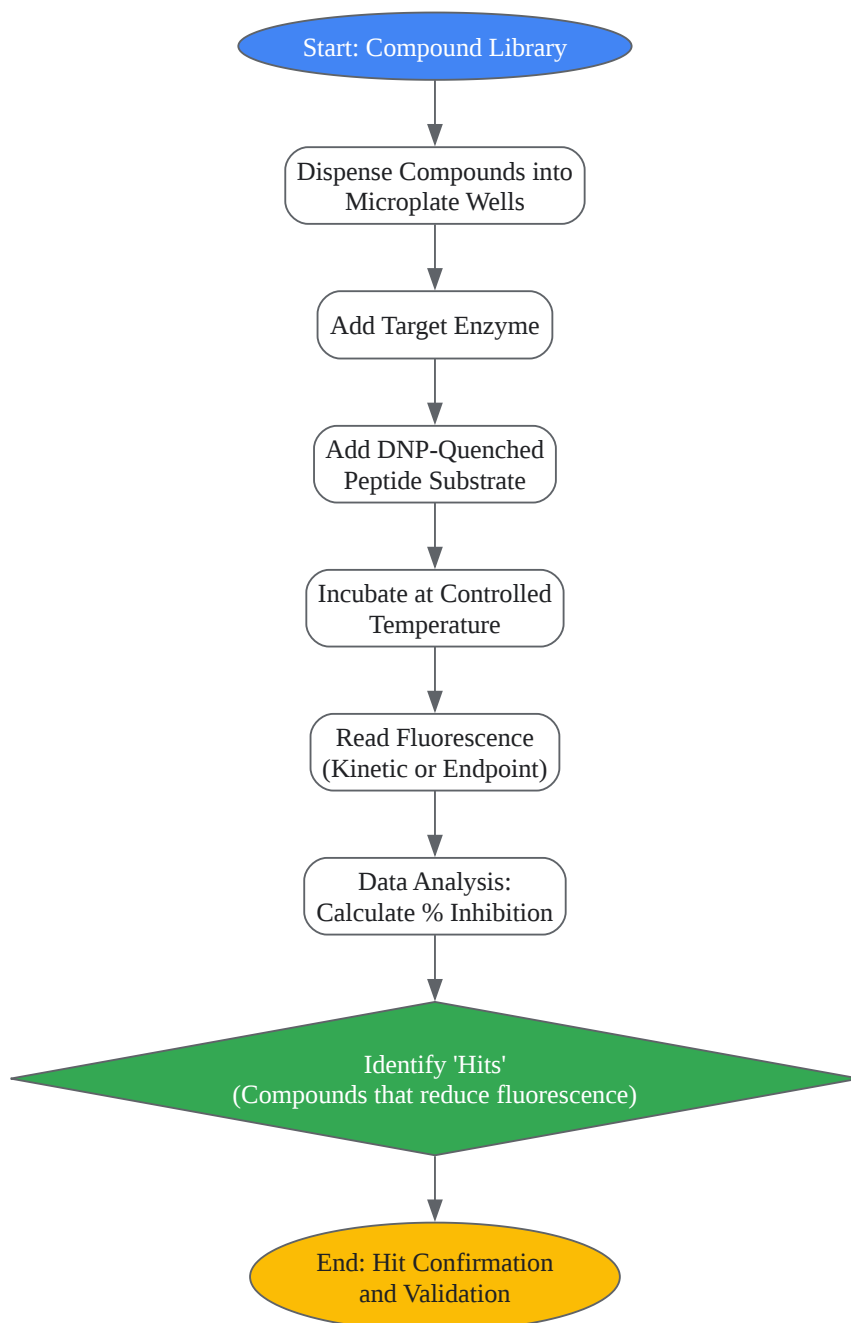 Start: Compound Library
Dispense Compounds into
Microplate Wells
Add Target Enzyme
Add DNP-Quenched
Peptide Substrate
Incubate at Controlled
Temperature
Read Fluorescence
(Kinetic or Endpoint)
Data Analysis:
Calculate % Inhibition
Identify 'Hits'
(Compounds that reduce fluorescence)
End: Hit Confirmation
and Validation